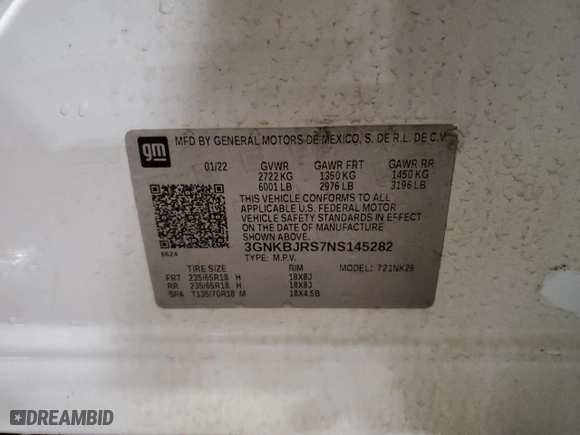 gm
MFD BY GENERAL MOTORS DE MEXICO, S. DE R.L. DE C.V.
01/22 GVWR GAWR FRT GAWR RR
2722 KG 1350 KG 1450 KG
6001 LB 2976 LB 3196 LB
THIS VEHICLE CONFORMS TO ALL
APPLICABLE U.S. FEDERAL MOTOR
VEHICLE SAFETY STANDARDS IN EFFECT
ON THE DATE OF MANUFACTURE
SHOWN ABOVE.
3GNKBJRS7NS145282
TYPE: M.P.V. MODEL: 721NK26
TIRE SIZE RIM
FRT 235/65R18 H 18X8J
RR 235/65R18 H 18X8J
SPA T135/70R18 M 18X4.5B
DREAMBID